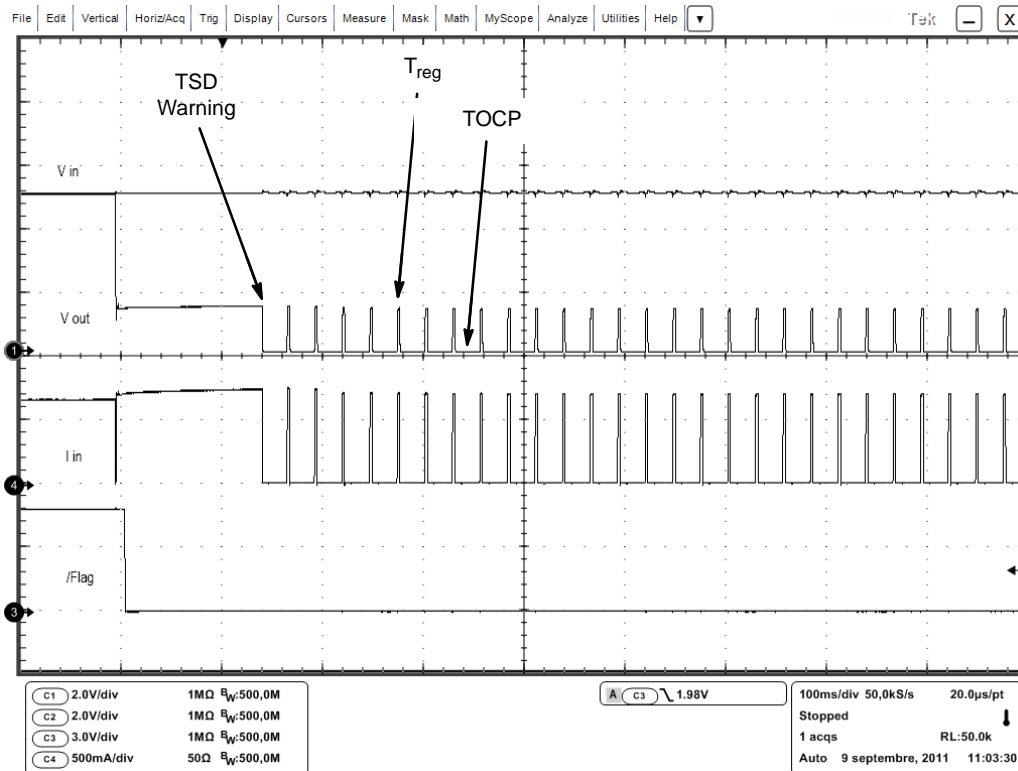 File Edit Vertical Horiz/Acq Trig Display Cursors Measure Mask Math MyScope Analyze Utilities Help ▼ Tek X
TSD
Warning
Treg
TOCP
V in
V out
1
I in
4
/Flag
3
C1 2.0V/div 1MΩ BW:500,0M
C2 2.0V/div 1MΩ BW:500,0M
C3 3.0V/div 1MΩ BW:500,0M
C4 500mA/div 50Ω BW:500,0M
A C3 1.98V
100ms/div 50,0kS/s 20.0µs/pt
Stopped
1 acqs RL:50.0k
Auto 9 septembre, 2011 11:03:30